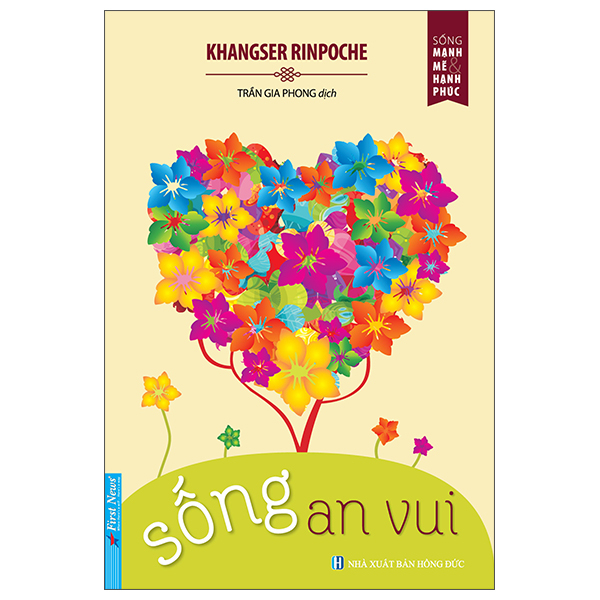 KHANGSER RINPOCHE
TRẦN GIA PHONG dịch
SỐNG
MẠNH
MẼ &
HẠNH
PHÚC
sống an vui
First News
H
NHÀ XUẤT BẢN HỒNG ĐỨC